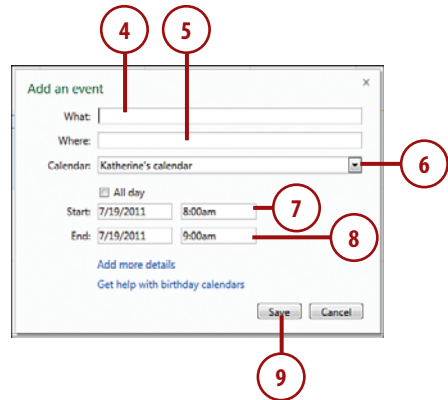 4 5
Add an event ×
What:
Where:
Calendar: Katherine's calendar 6
All day
Start: 7/19/2011 8:00am 7
End: 7/19/2011 9:00am 8
Add more details
Get help with birthday calendars
Save Cancel
9